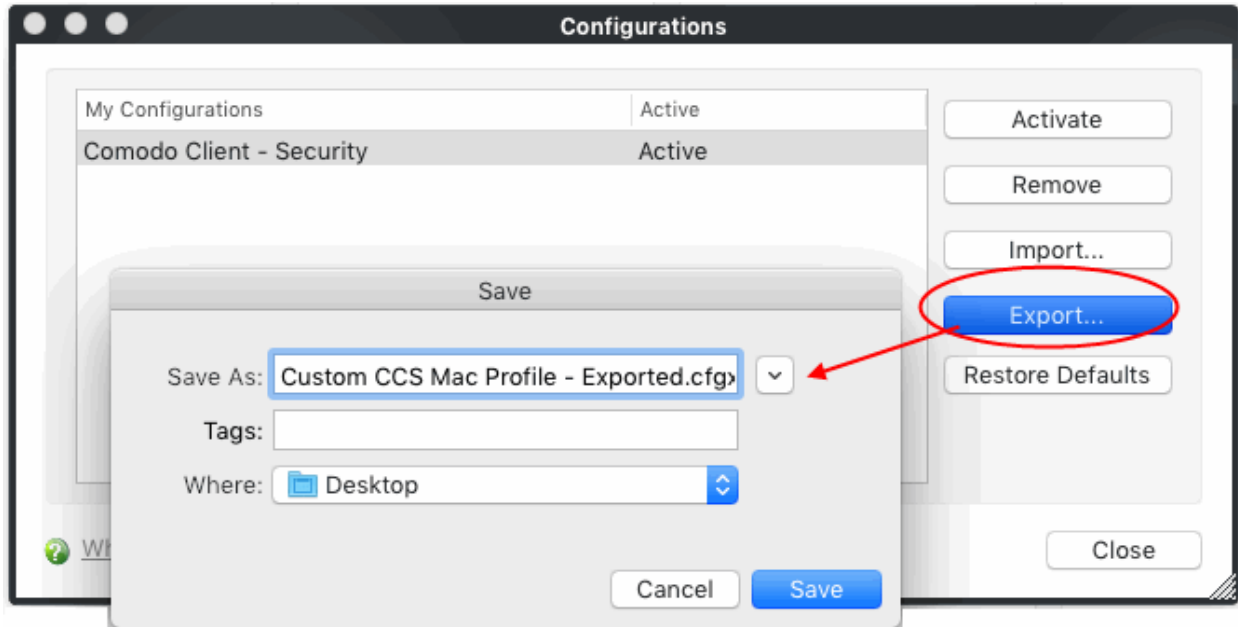 Configurations
My Configurations Active
Comodo Client - Security Active
Activate
Remove
Import...
Export...
Restore Defaults
Save
Save As: Custom CCS Mac Profile - Exported.cfgx
Tags:
Where: Desktop
Cancel Save
Close